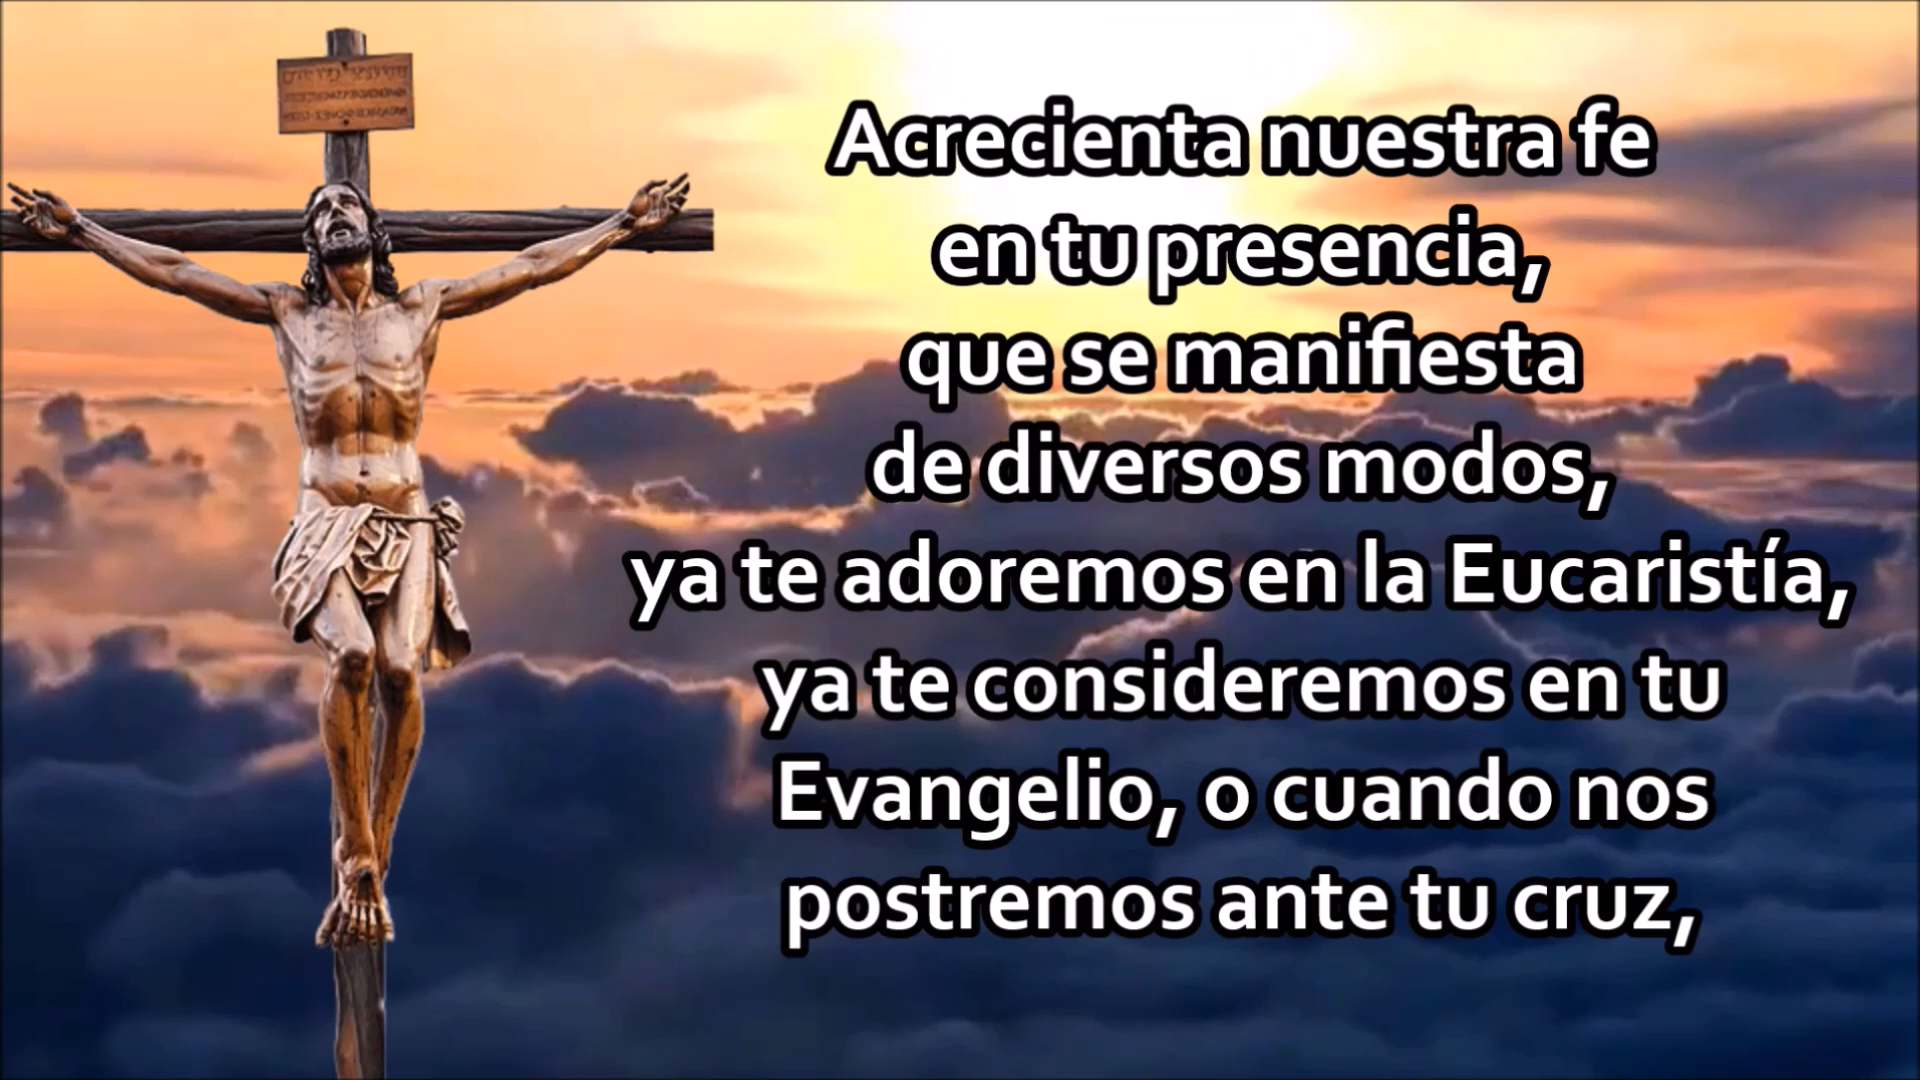 Acrecienta nuestra fe
en tu presencia,
que se manifiesta
de diversos modos,
ya te adoremos en la Eucaristía,
ya te consideremos en tu
Evangelio, o cuando nos
postremos ante tu cruz,